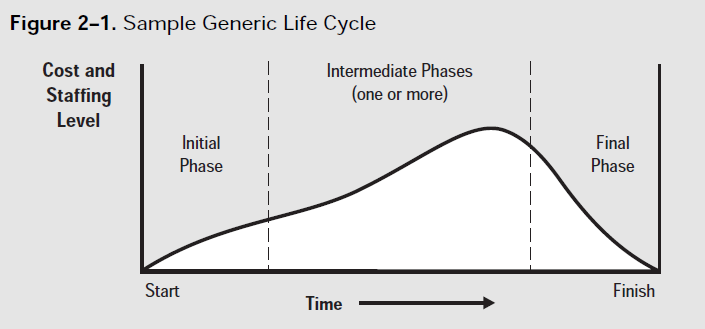 Figure 2–1. Sample Generic Life Cycle
Cost and
Staffing
Level
Initial
Phase
Intermediate Phases
(one or more)
Final
Phase
Start
Time
Finish